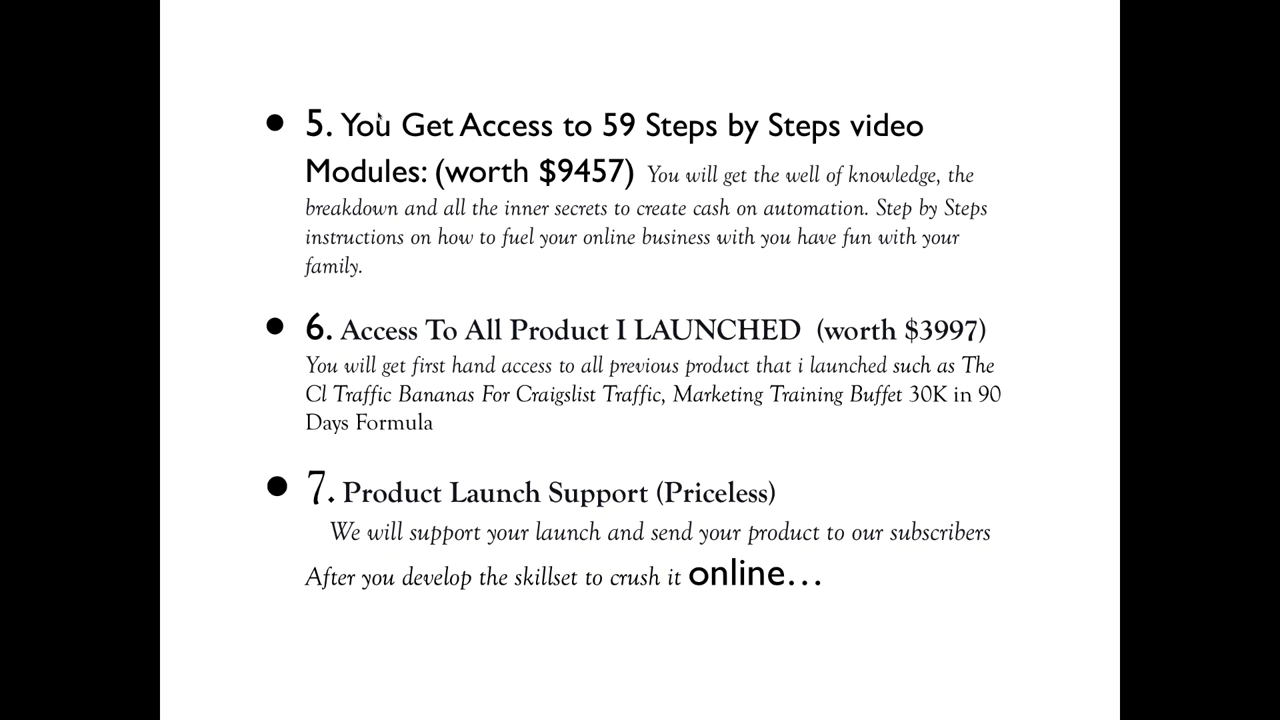 • 5. You Get Access to 59 Steps by Steps video
Modules: (worth $9457) You will get the well of knowledge, the
breakdown and all the inner secrets to create cash on automation. Step by Steps
instructions on how to fuel your online business with you have fun with your
family.
• 6. Access To All Product I LAUNCHED (worth $3997)
You will get first hand access to all previous product that i launched such as The
Cl Traffic Bananas For Craigslist Traffic, Marketing Training Buffet 30K in 90
Days Formula
• 7. Product Launch Support (Priceless)
We will support your launch and send your product to our subscribers
After you develop the skillset to crush it online...